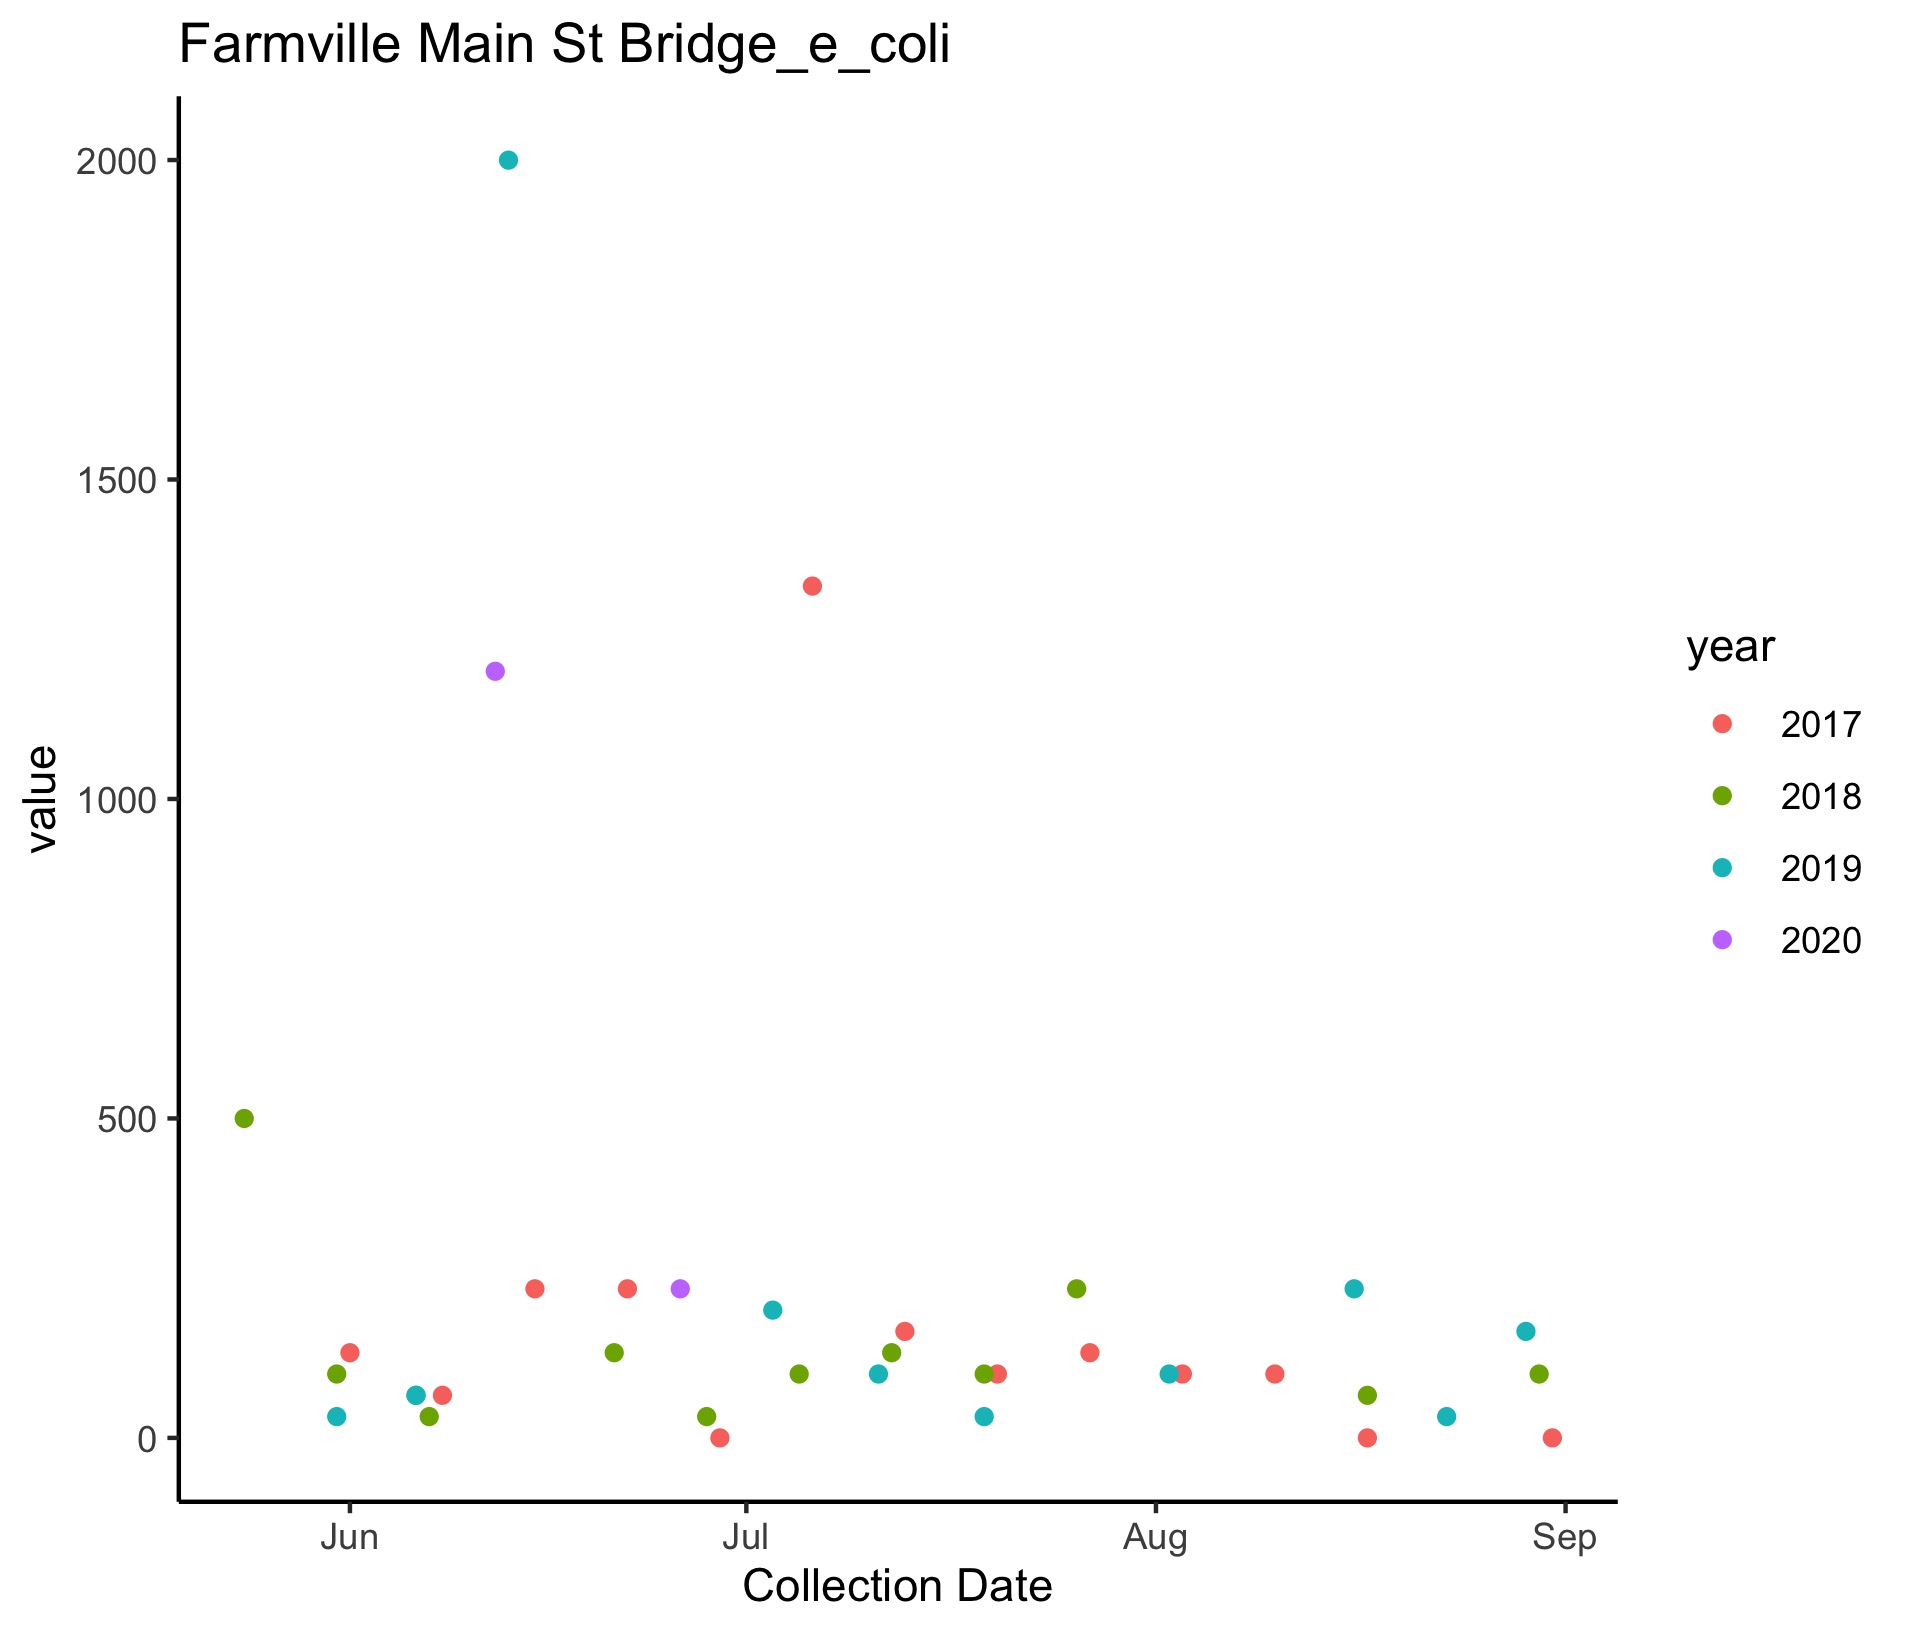 Farmville Main St Bridge_e_coli
2000
1500
1000
500
0
value
Jun
Jul
Aug
Sep
Collection Date
year
2017
2018
2019
2020